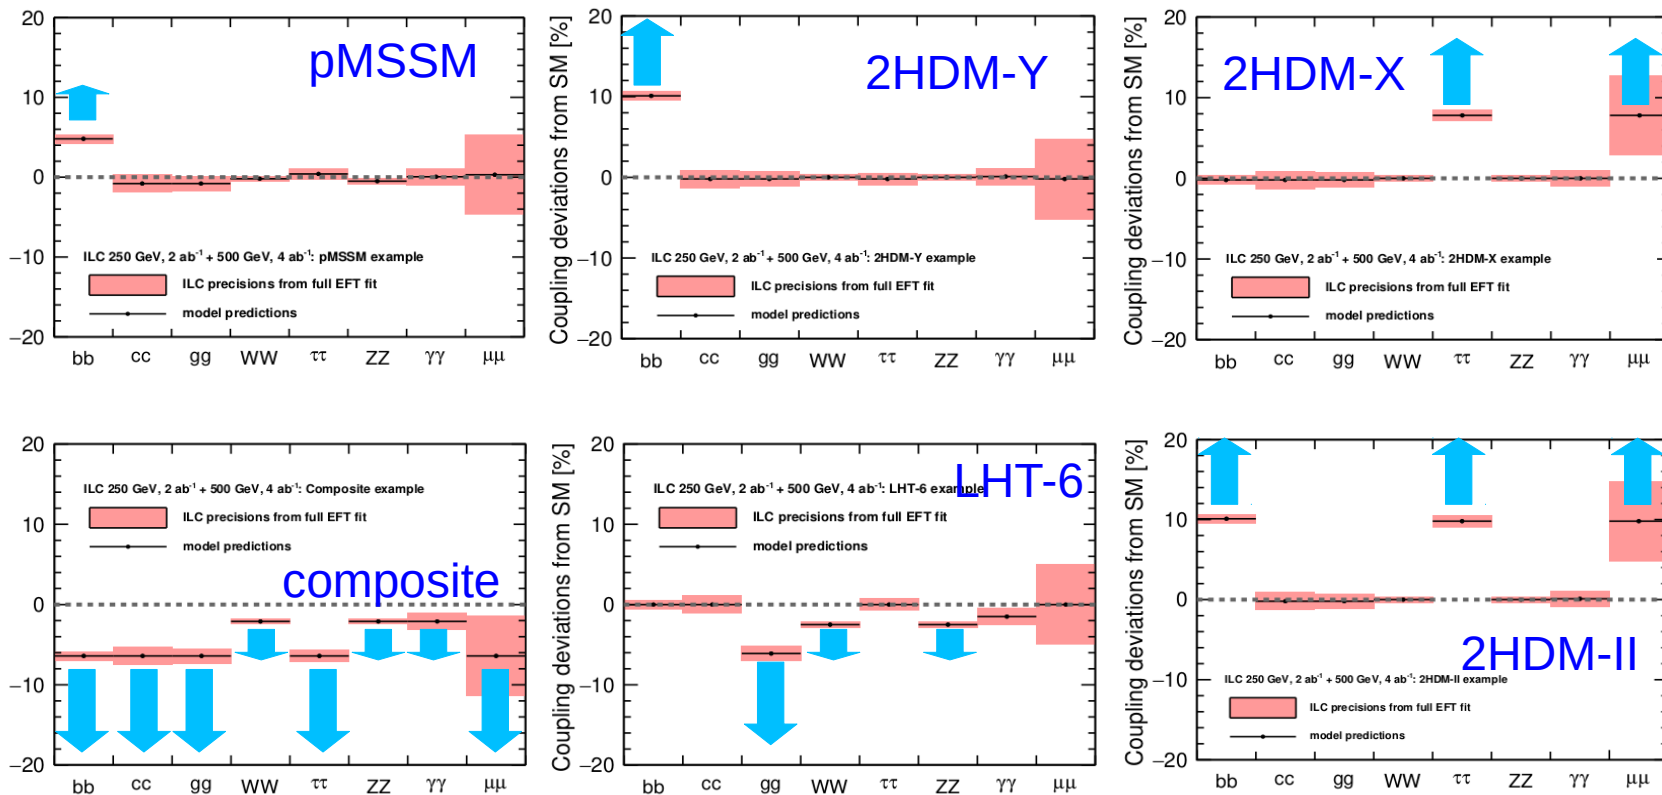 20
pMSSM
10
0
−10
−20
ILC 250 GeV, 2 ab⁻¹ + 500 GeV, 4 ab⁻¹: pMSSM example
ILC precisions from full EFT fit
model predictions
bb cc gg WW ττ ZZ γγ μμ
Coupling deviations from SM [%]
20
2HDM-Y
10
0
−10
−20
ILC 250 GeV, 2 ab⁻¹ + 500 GeV, 4 ab⁻¹: 2HDM-Y example
ILC precisions from full EFT fit
model predictions
bb cc gg WW ττ ZZ γγ μμ
Coupling deviations from SM [%]
20
2HDM-X
10
0
−10
−20
ILC 250 GeV, 2 ab⁻¹ + 500 GeV, 4 ab⁻¹: 2HDM-X example
ILC precisions from full EFT fit
model predictions
bb cc gg WW ττ ZZ γγ μμ
20
ILC 250 GeV, 2 ab⁻¹ + 500 GeV, 4 ab⁻¹: Composite example
ILC precisions from full EFT fit
10
model predictions
composite
0
−10
−20
bb cc gg WW ττ ZZ γγ μμ
Coupling deviations from SM [%]
20
LHT-6
ILC 250 GeV, 2 ab⁻¹ + 500 GeV, 4 ab⁻¹: LHT-6 example
ILC precisions from full EFT fit
10
model predictions
0
−10
−20
bb cc gg WW ττ ZZ γγ μμ
Coupling deviations from SM [%]
20
10
0
2HDM-II
−10
ILC 250 GeV, 2 ab⁻¹ + 500 GeV, 4 ab⁻¹: 2HDM-II example
ILC precisions from full EFT fit
model predictions
−20
bb cc gg WW ττ ZZ γγ μμ